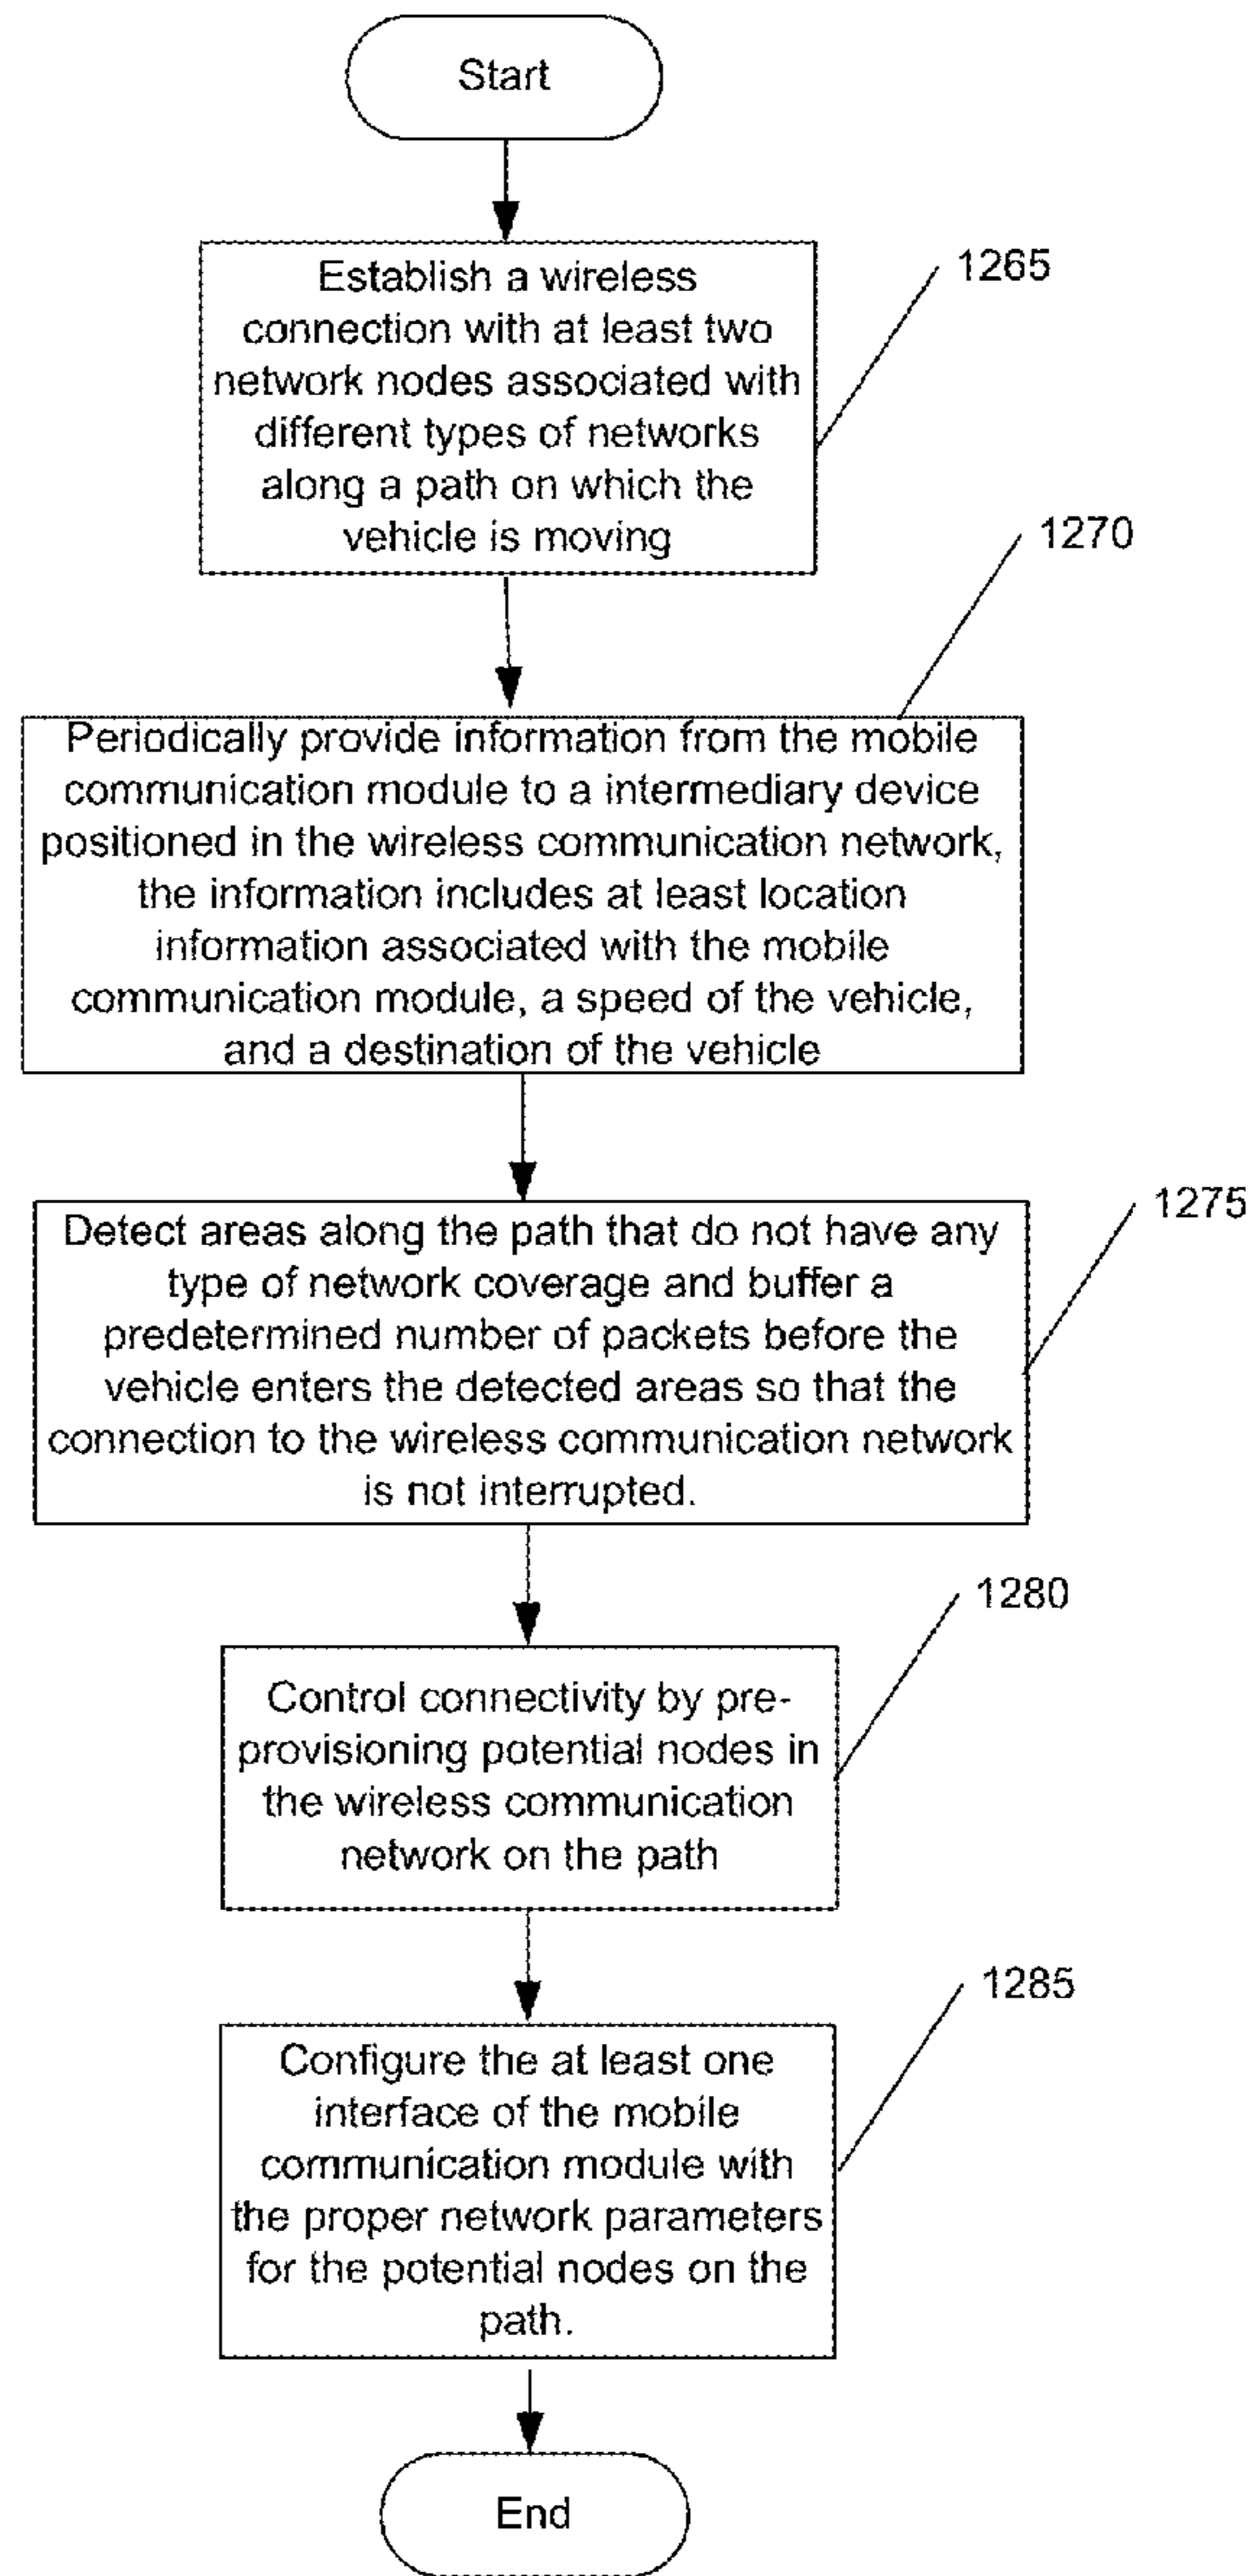 Start
Establish a wireless
connection with at least two
network nodes associated with
different types of networks
along a path on which the
vehicle is moving
1265
Periodically provide information from the mobile
communication module to a intermediary device
positioned in the wireless communication network,
the information includes at least location
information associated with the mobile
communication module, a speed of the vehicle,
and a destination of the vehicle
1270
Detect areas along the path that do not have any
type of network coverage and buffer a
predetermined number of packets before the
vehicle enters the detected areas so that the
connection to the wireless communication network
is not interrupted.
1275
Control connectivity by pre-
provisioning potential nodes in
the wireless communication
network on the path
1280
Configure the at least one
interface of the mobile
communication module with
the proper network parameters
for the potential nodes on the
path.
1285
End